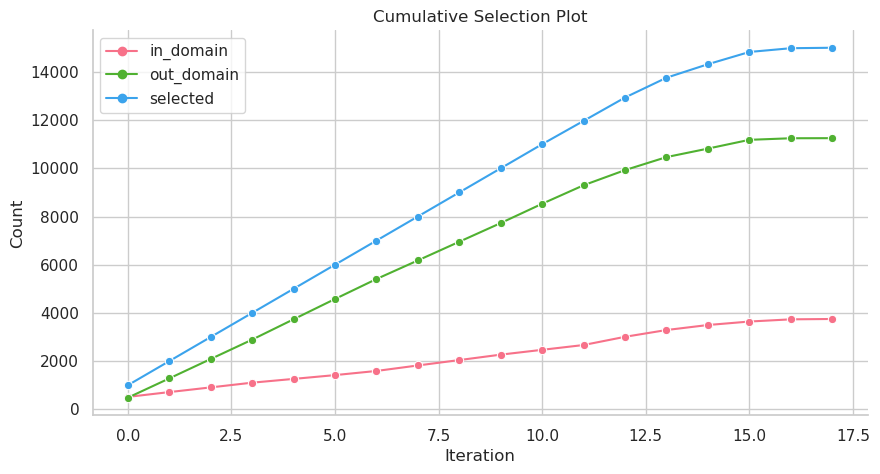 Cumulative Selection Plot
in_domain
out_domain
selected
Count
14000
12000
10000
8000
6000
4000
2000
0
0.0 2.5 5.0 7.5 10.0 12.5 15.0 17.5
Iteration